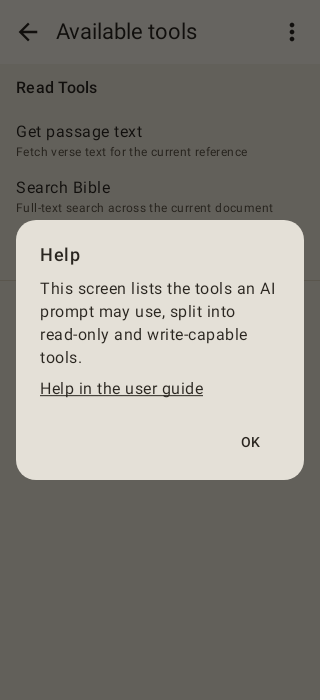 Available tools
Read Tools
Get passage text
Fetch verse text for the current reference
Search Bible
Full-text search across the current document
Help
This screen lists the tools an AI
prompt may use, split into
read-only and write-capable
tools.
Help in the user guide
OK